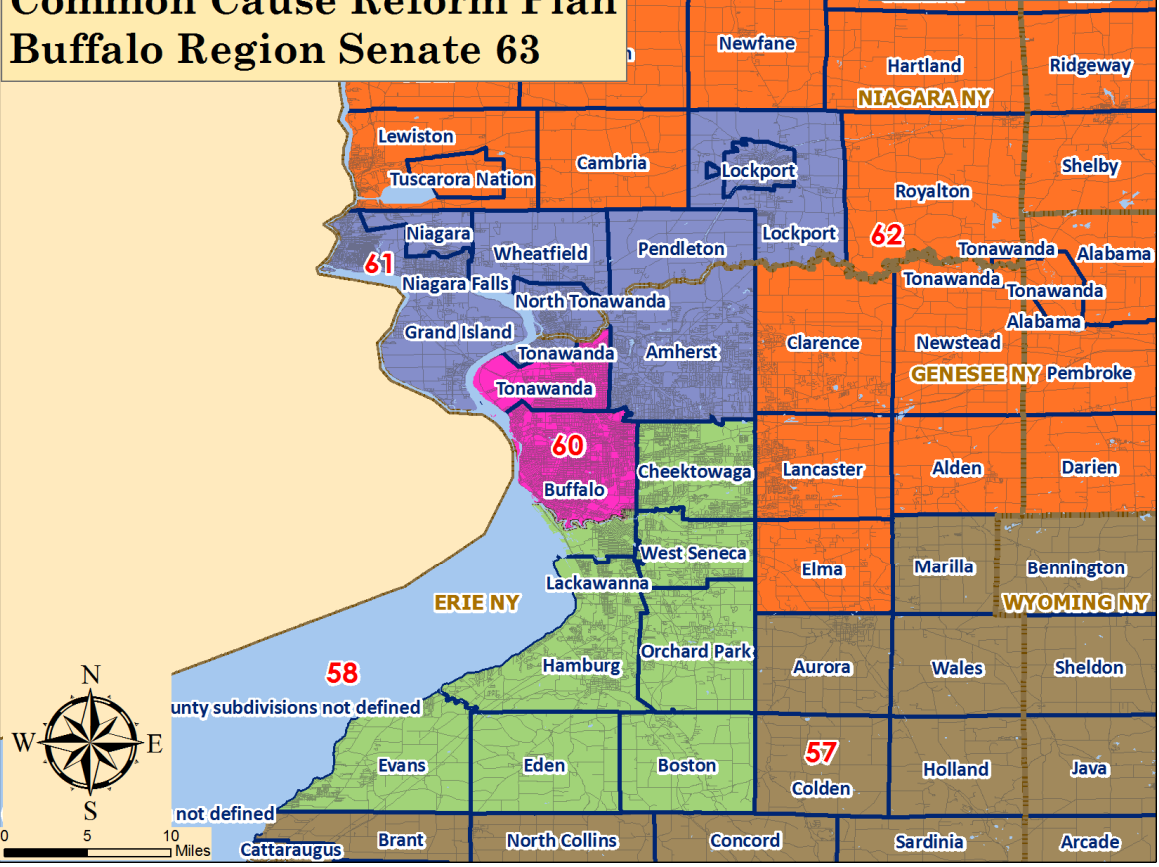 Common Cause Reform Plan
Buffalo Region Senate 63
Newfane
Hartland
Ridgeway
NIAGARA NY
Lewiston
Cambria
Lockport
Shelby
Tuscarora Nation
Royalton
Niagara
Wheatfield
Pendleton
Lockport
62
Tonawanda
Alabama
61
Niagara Falls
Tonawanda
Tonawanda
North Tonawanda
Alabama
Grand Island
Tonawanda
Amherst
Clarence
Newstead
GENESEE NY
Pembroke
Tonawanda
60
Cheektowaga
Lancaster
Alden
Darien
Buffalo
West Seneca
Elma
Marilla
Bennington
Lackawanna
ERIE NY
WYOMING NY
Hamburg
Orchard Park
Aurora
Wales
Sheldon
58
unty subdivisions not defined
N
W
E
S
Evans
Eden
Boston
57
Colden
Holland
Java
not defined
0 5 10
Miles
Cattaraugus
Brant
North Collins
Concord
Sardinia
Arcade